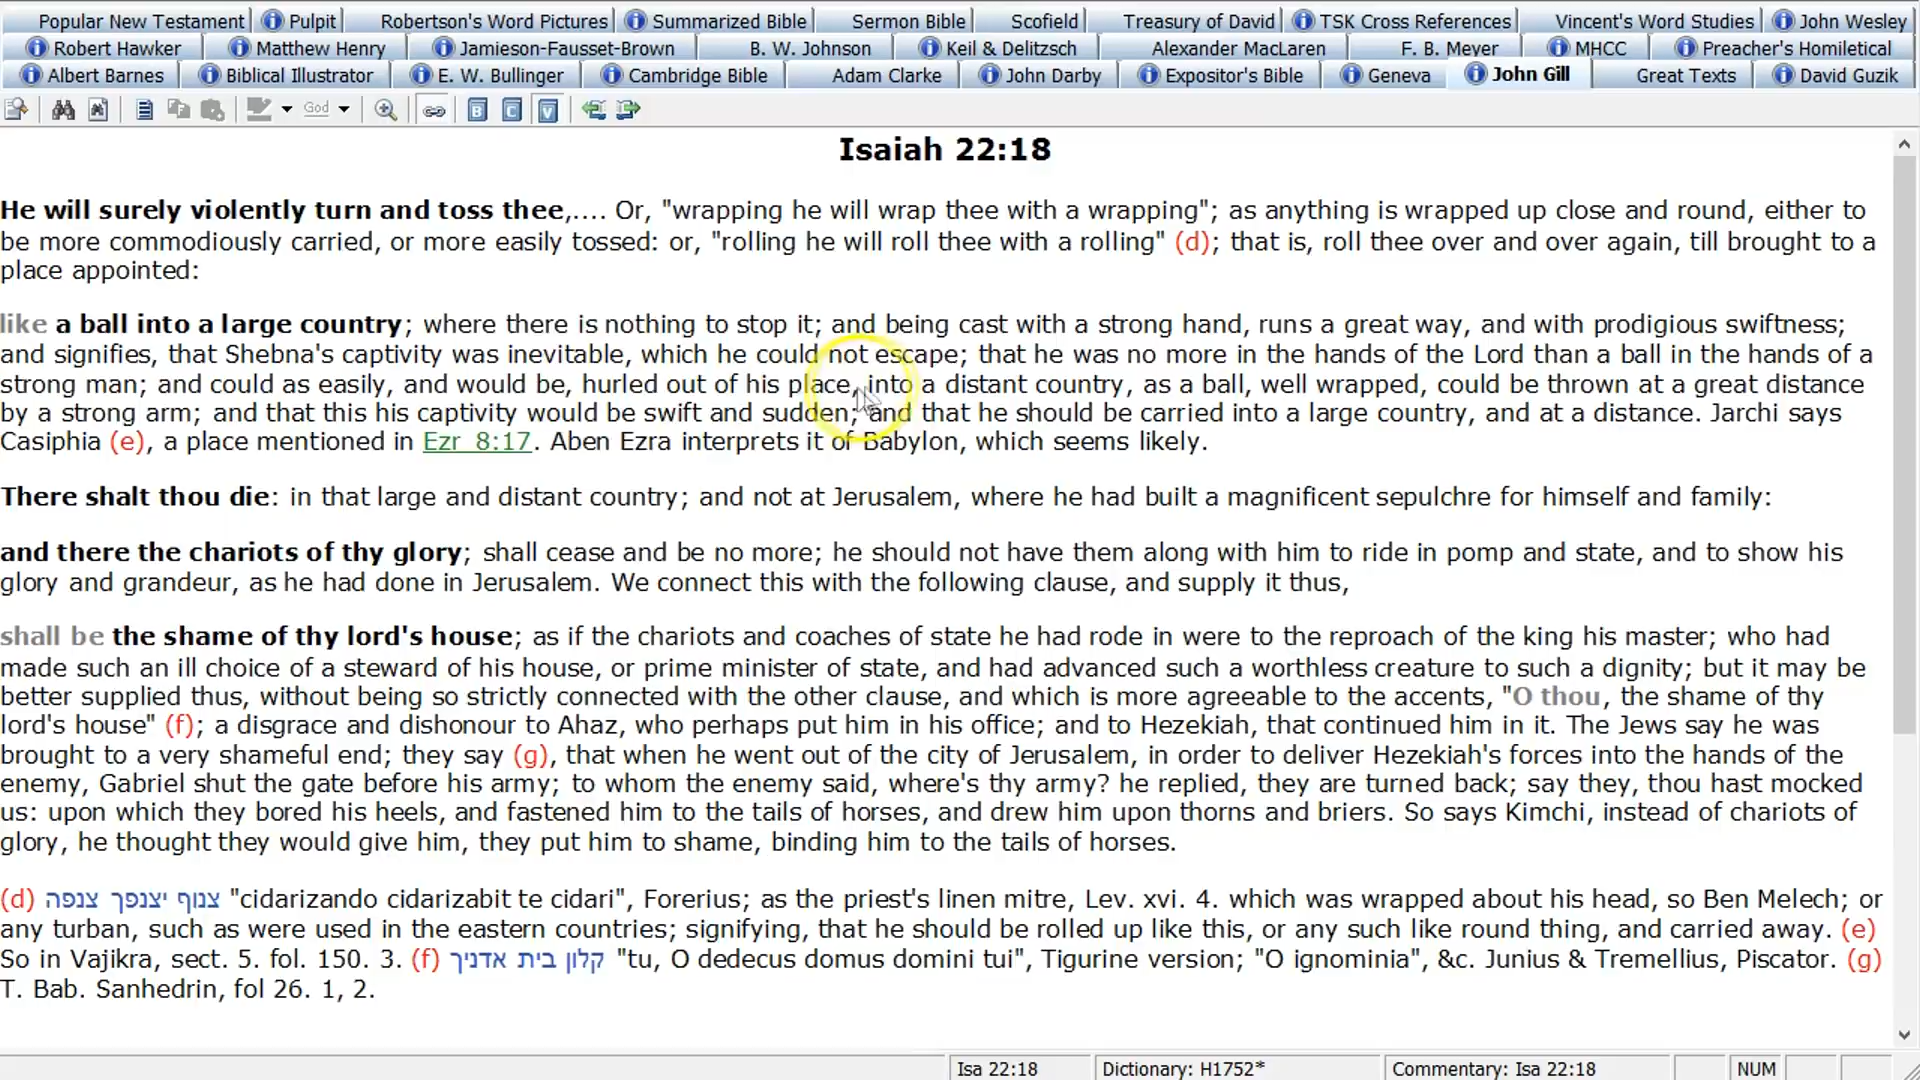 Popular New Testament Pulpit Robertson's Word Pictures Summarized Bible Sermon Bible Scofield Treasury of David TSK Cross References Vincent's Word Studies John Wesley
Robert Hawker Matthew Henry Jamieson-Fausset-Brown B. W. Johnson Keil & Delitzsch Alexander MacLaren F. B. Meyer MHCC Preacher's Homiletical
Albert Barnes Biblical Illustrator E. W. Bullinger Cambridge Bible Adam Clarke John Darby Expositor's Bible Geneva John Gill Great Texts David Guzik
God B C V
Isaiah 22:18
He will surely violently turn and toss thee,.... Or, "wrapping he will wrap thee with a wrapping"; as anything is wrapped up close and round, either to
be more commodiously carried, or more easily tossed: or, "rolling he will roll thee with a rolling" (d); that is, roll thee over and over again, till brought to a
place appointed:
like a ball into a large country; where there is nothing to stop it; and being cast with a strong hand, runs a great way, and with prodigious swiftness;
and signifies, that Shebna's captivity was inevitable, which he could not escape; that he was no more in the hands of the Lord than a ball in the hands of a
strong man; and could as easily, and would be, hurled out of his place, into a distant country, as a ball, well wrapped, could be thrown at a great distance
by a strong arm; and that this his captivity would be swift and sudden; and that he should be carried into a large country, and at a distance. Jarchi says
Casiphia (e), a place mentioned in Ezr_8:17. Aben Ezra interprets it of Babylon, which seems likely.
There shalt thou die: in that large and distant country; and not at Jerusalem, where he had built a magnificent sepulchre for himself and family:
and there the chariots of thy glory; shall cease and be no more; he should not have them along with him to ride in pomp and state, and to show his
glory and grandeur, as he had done in Jerusalem. We connect this with the following clause, and supply it thus,
shall be the shame of thy lord's house; as if the chariots and coaches of state he had rode in were to the reproach of the king his master; who had
made such an ill choice of a steward of his house, or prime minister of state, and had advanced such a worthless creature to such a dignity; but it may be
better supplied thus, without being so strictly connected with the other clause, and which is more agreeable to the accents, "O thou, the shame of thy
lord's house" (f); a disgrace and dishonour to Ahaz, who perhaps put him in his office; and to Hezekiah, that continued him in it. The Jews say he was
brought to a very shameful end; they say (g), that when he went out of the city of Jerusalem, in order to deliver Hezekiah's forces into the hands of the
enemy, Gabriel shut the gate before his army; to whom the enemy said, where's thy army? he replied, they are turned back; say they, thou hast mocked
us: upon which they bored his heels, and fastened him to the tails of horses, and drew him upon thorns and briers. So says Kimchi, instead of chariots of
glory, he thought they would give him, they put him to shame, binding him to the tails of horses.
(d) צנוף יצנפך צנפה "cidarizando cidarizabit te cidari", Forerius; as the priest's linen mitre, Lev. xvi. 4. which was wrapped about his head, so Ben Melech; or
any turban, such as were used in the eastern countries; signifying, that he should be rolled up like this, or any such like round thing, and carried away. (e)
So in Vajikra, sect. 5. fol. 150. 3. (f) קלון בית אדניך "tu, O dedecus domus domini tui", Tigurine version; "O ignominia", &c. Junius & Tremellius, Piscator. (g)
T. Bab. Sanhedrin, fol 26. 1, 2.
Isa 22:18 Dictionary: H1752* Commentary: Isa 22:18 NUM